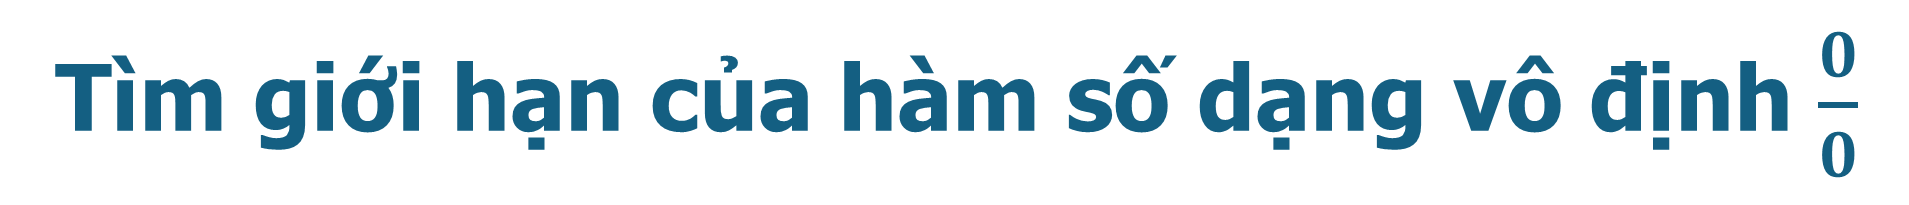 Tìm giới hạn của hàm số dạng vô định 0/0